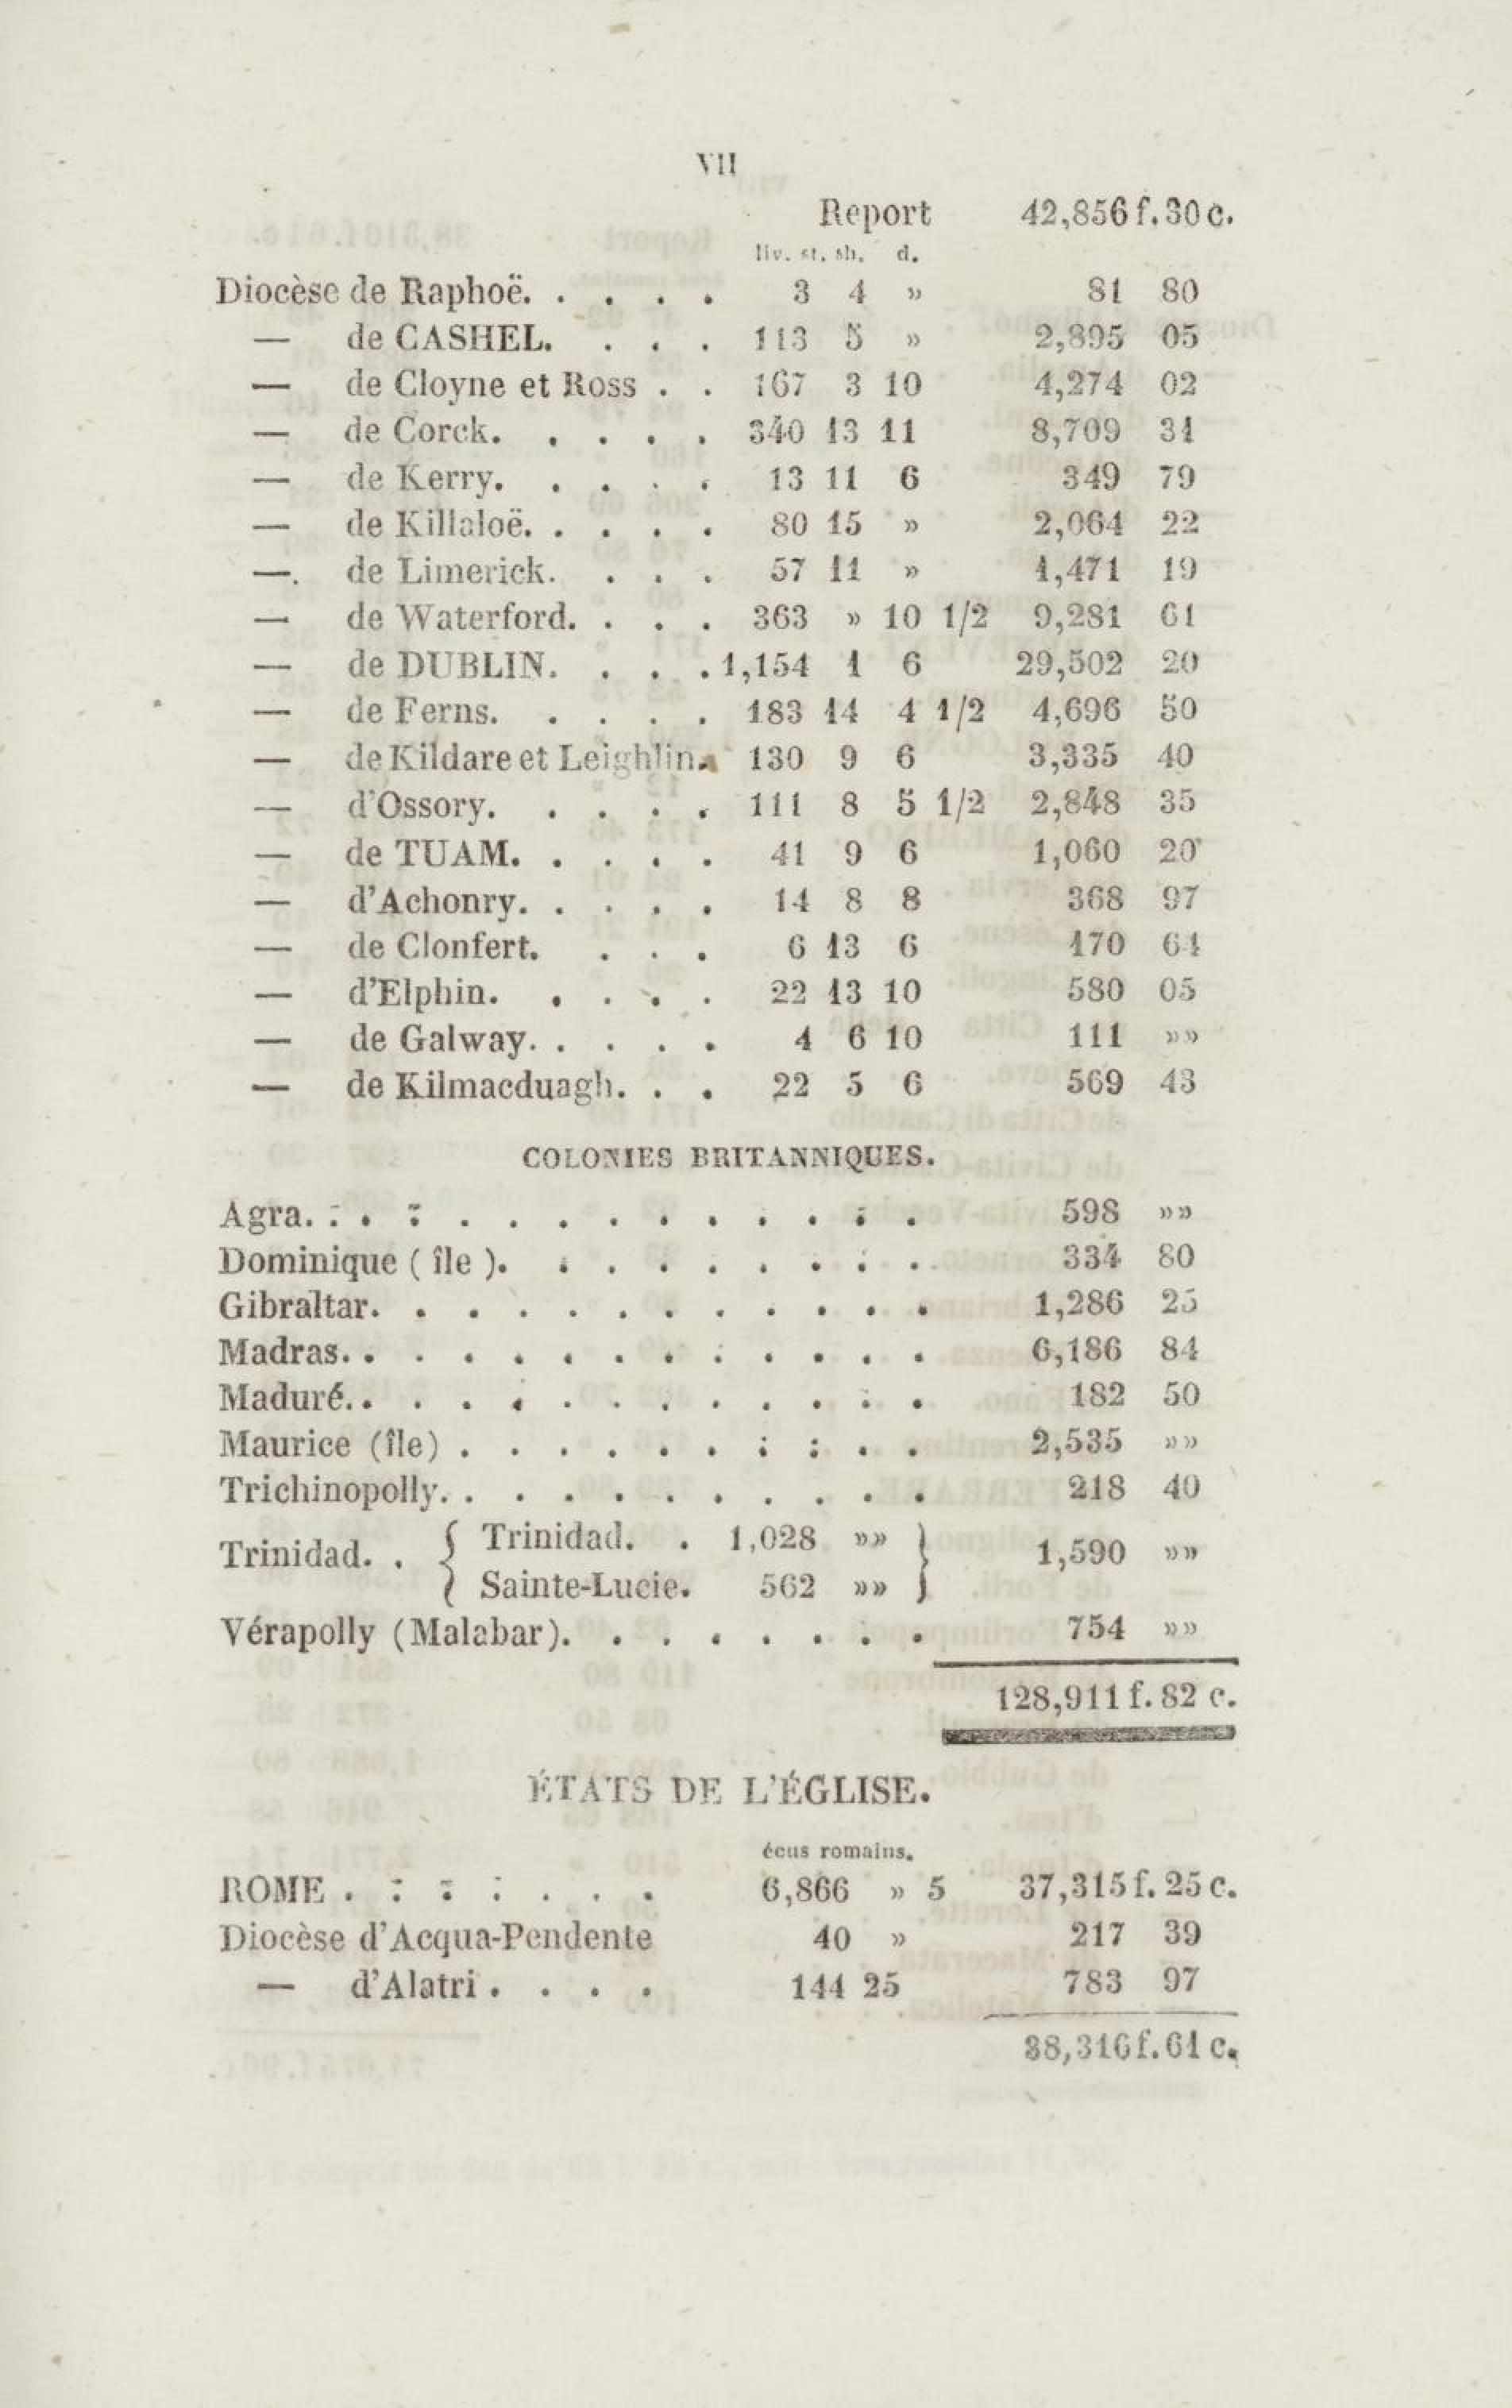 VII
Report 42,856 f. 30 c.
liv. st. sh. d.
Diocèse de Raphoë. . . . . 3 4 » 81 80
— de CASHEL. . . . 113 5 » 2,895 05
— de Cloyne et Ross . . 167 3 10 4,274 02
— de Corck. . . . . . 340 13 11 8,709 31
— de Kerry. . . . . 13 11 6 349 79
— de Killaloë. . . . . 80 15 » 2,064 22
—. de Limerick. . . . 57 11 » 1,471 19
— de Waterford. . . . 363 » 10 1/2 9,281 61
— de DUBLIN. . . . 1,154 1 6 29,502 20
— de Ferns. . . . . 183 14 4 1/2 4,696 50
— de Kildare et Leighlin. 130 9 6 3,335 40
— d'Ossory. . . . . 111 8 5 1/2 2,848 35
— de TUAM. . . . . 41 9 6 1,060 20
— d'Achonry. . . . . 14 8 8 368 97
— de Clonfert. . . . 6 13 6 170 64
— d'Elphin. . . . . 22 13 10 580 05
— de Galway. . . . . 4 6 10 111 »»
— de Kilmacduagh. . . 22 5 6 569 43
COLONIES BRITANNIQUES.
Agra. . . . . . . . . . . . . . 598 »»
Dominique ( île ). . . . . . . . . . 334 80
Gibraltar. . . . . . . . . . . . . 1,286 25
Madras. . . . . . . . . . . . . . 6,186 84
Maduré. . . . . . . . . . . . . . 182 50
Maurice (île) . . . . . . . . . . . 2,535 »»
Trichinopolly. . . . . . . . . . . . 218 40
Trinidad. . { Trinidad. . 1,028 »» } 1,590 »»
Sainte-Lucie. 562 »»
Vérapolly (Malabar). . . . . . . . . 754 »»
128,911 f. 82 c.
ÉTATS DE L'ÉGLISE.
écus romains.
ROME . . . . . . . 6,866 » 5 37,315 f. 25 c.
Diocèse d'Acqua-Pendente 40 » 217 39
— d'Alatri . . . . 144 25 783 97
38,316 f. 61 c.